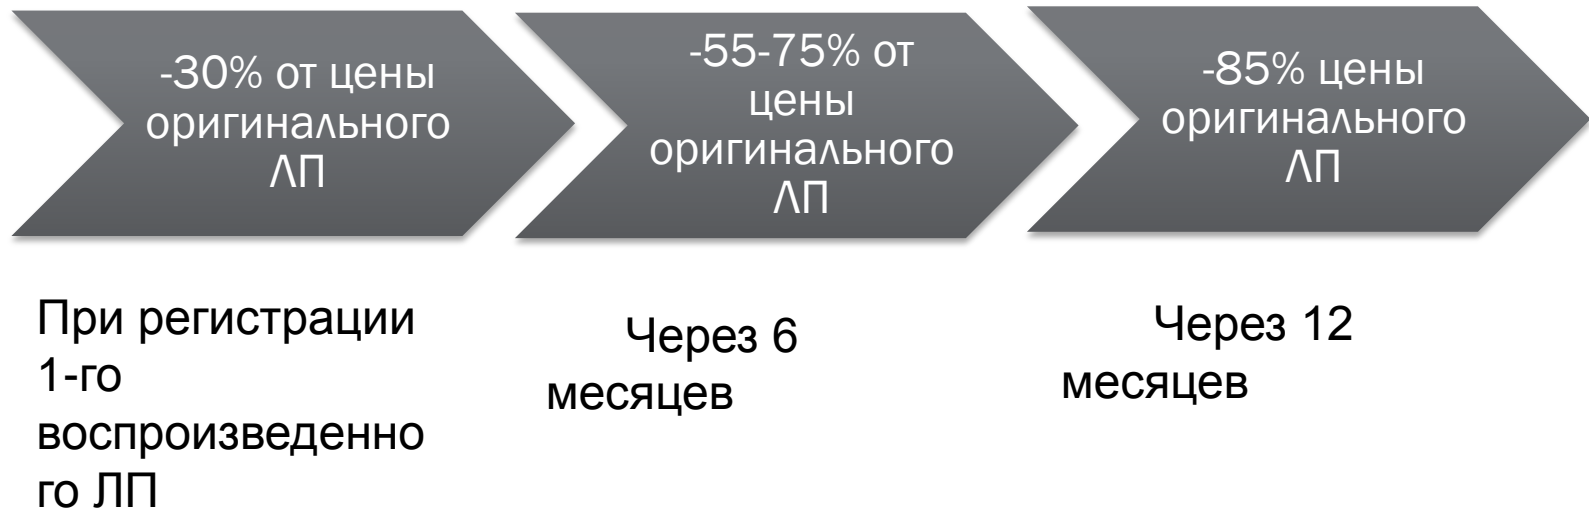 -30% от цены
оригинального
ЛП
-55-75% от
цены
оригинального
ЛП
-85% цены
оригинального
ЛП
При регистрации
1-го
воспроизведенно
го ЛП
Через 6
месяцев
Через 12
месяцев